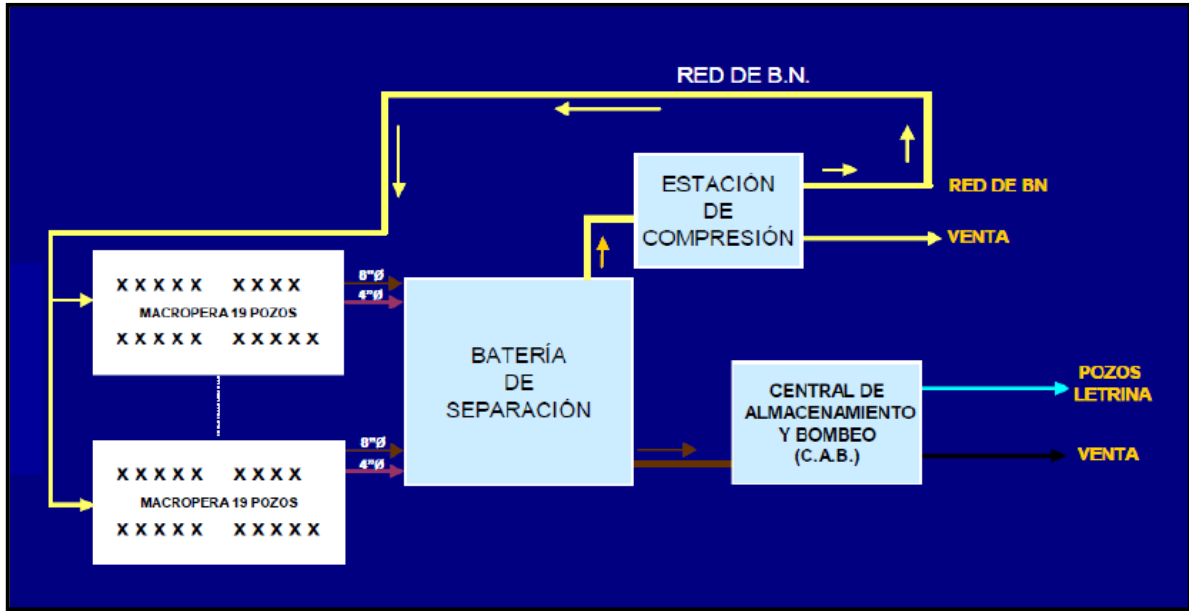 RED DE B.N.
ESTACIÓN
DE
COMPRESIÓN
RED DE BN
VENTA
X X X X X X X X X
MACROPERA 19 POZOS
X X X X X X X X X X
8"Ø
4"Ø
BATERÍA
DE
SEPARACIÓN
X X X X X X X X X
MACROPERA 19 POZOS
X X X X X X X X X X
8"Ø
4"Ø
CENTRAL DE
ALMACENAMIENTO
Y BOMBEO
(C.A.B.)
POZOS
LETRINA
VENTA